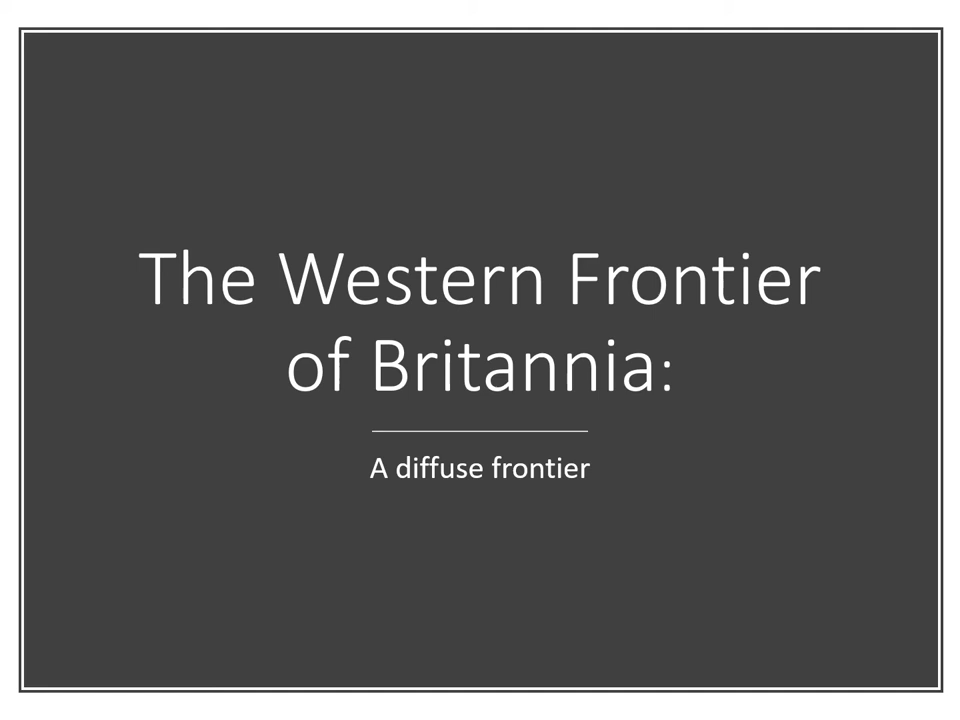 The Western Frontier
of Britannia:
A diffuse frontier